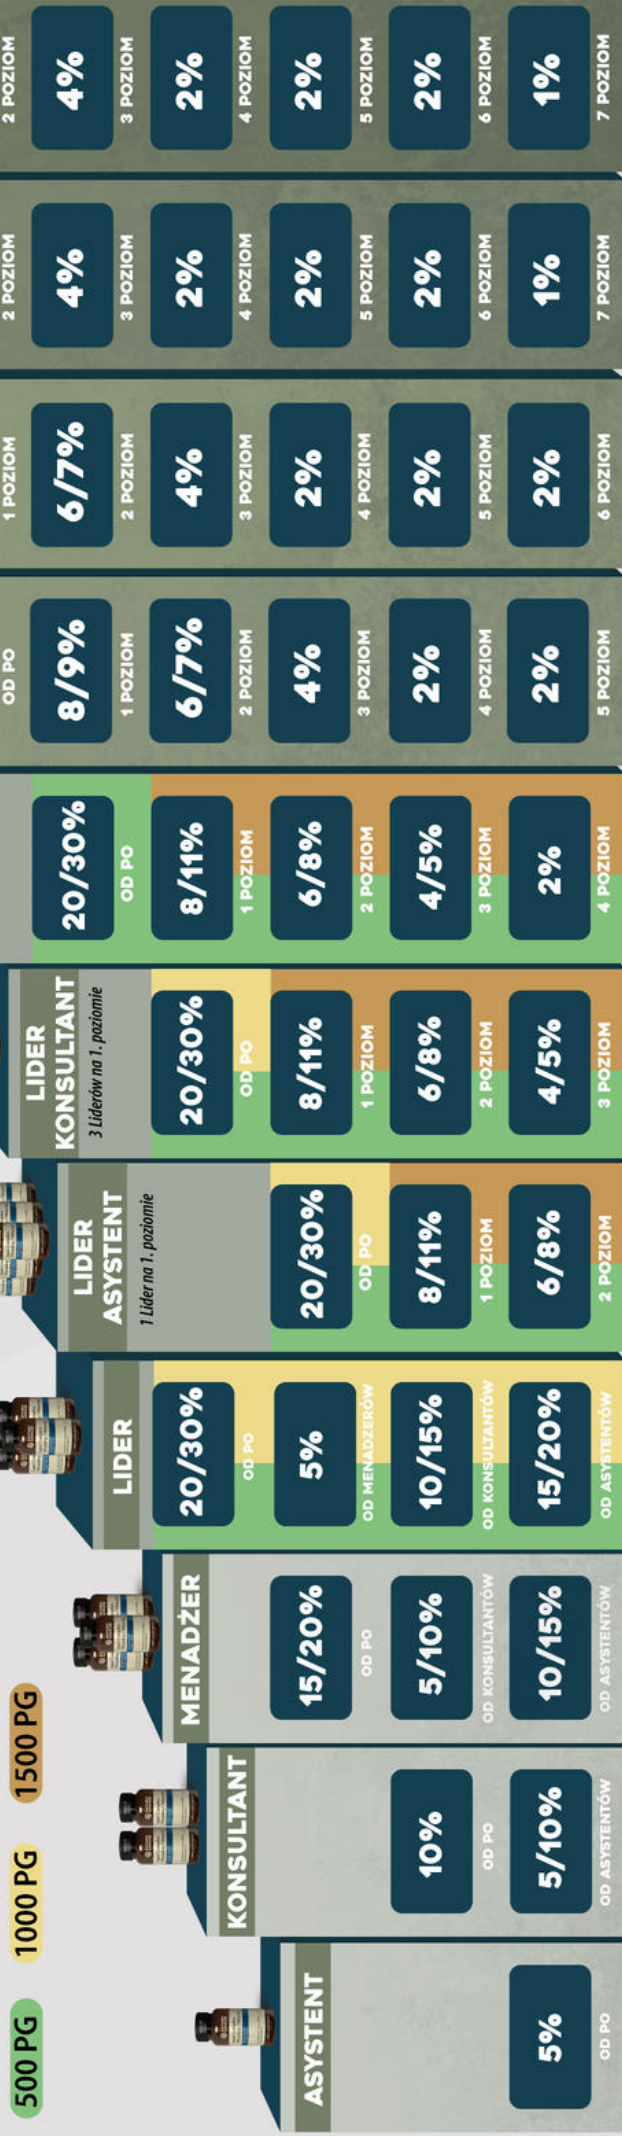 500 PG
1000 PG
1500 PG
ASYSTENT
5%
OD PO
KONSULTANT
10%
OD PO
5/10%
OD ASYSTENTÓW
MENADŻER
15/20%
OD PO
5/10%
OD KONSULTANTÓW
10/15%
OD ASYSTENTÓW
LIDER
20/30%
OD PO
5%
OD MENADZERÓW
10/15%
OD KONSULTANTÓW
15/20%
OD ASYSTENTÓW
LIDER
ASYSTENT
1 Lider na 1. poziomie
20/30%
OD PO
8/11%
1 POZIOM
6/8%
2 POZIOM
LIDER
KONSULTANT
3 Liderów na 1. poziomie
20/30%
OD PO
8/11%
1 POZIOM
6/8%
2 POZIOM
4/5%
3 POZIOM
20/30%
OD PO
8/11%
1 POZIOM
6/8%
2 POZIOM
4/5%
3 POZIOM
2%
4 POZIOM
OD PO
8/9%
1 POZIOM
6/7%
2 POZIOM
4%
3 POZIOM
2%
4 POZIOM
2%
5 POZIOM
1 POZIOM
6/7%
2 POZIOM
4%
3 POZIOM
2%
4 POZIOM
2%
5 POZIOM
2%
6 POZIOM
2 POZIOM
4%
3 POZIOM
2%
4 POZIOM
2%
5 POZIOM
2%
6 POZIOM
1%
7 POZIOM
2 POZIOM
4%
3 POZIOM
2%
4 POZIOM
2%
5 POZIOM
2%
6 POZIOM
1%
7 POZIOM